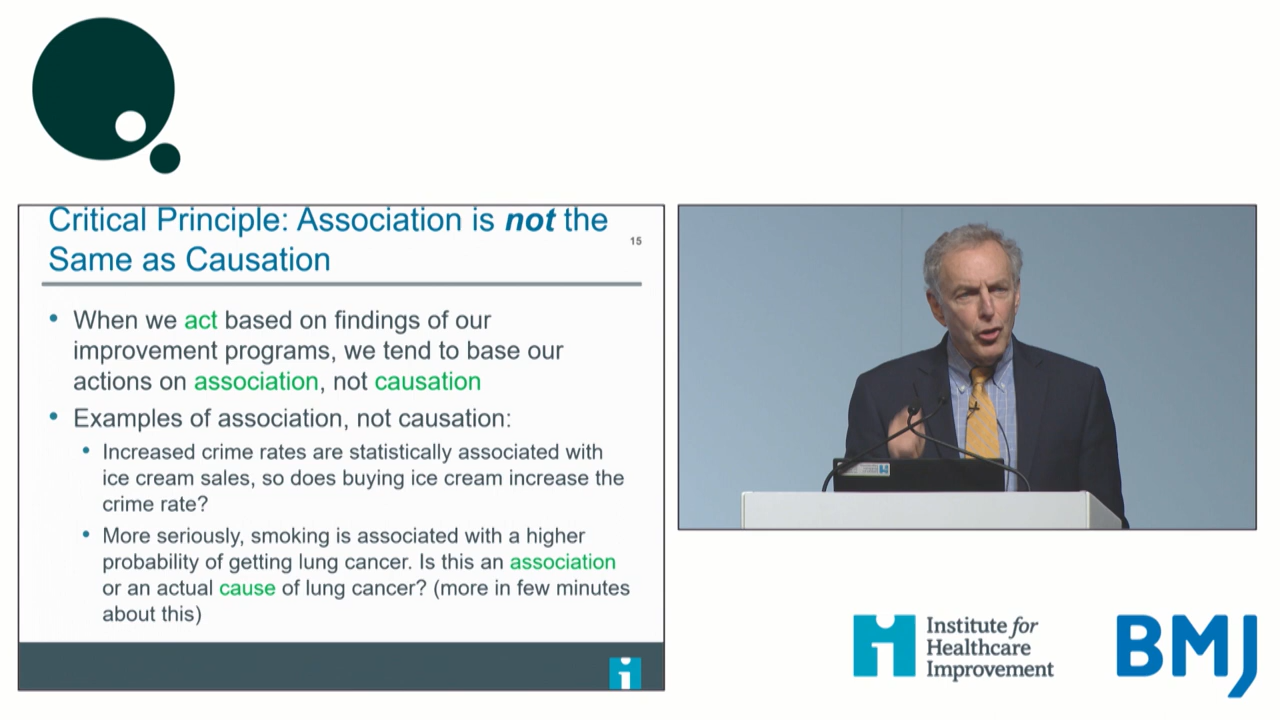 Critical Principle: Association is not the
Same as Causation
15
• When we act based on findings of our
improvement programs, we tend to base our
actions on association, not causation
• Examples of association, not causation:
• Increased crime rates are statistically associated with
ice cream sales, so does buying ice cream increase the
crime rate?
• More seriously, smoking is associated with a higher
probability of getting lung cancer. Is this an association
or an actual cause of lung cancer? (more in few minutes
about this)
Institute for
Healthcare
Improvement
BMJ